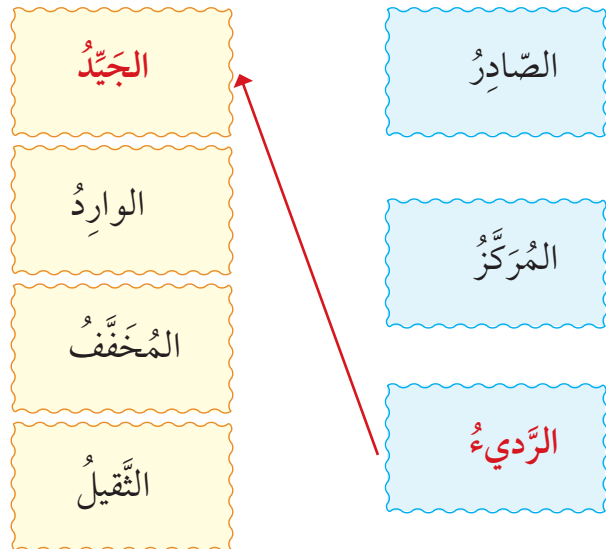 الصّادِرُ
المُرَكَّزُ
الرَّديءُ
الجَيِّدُ
الوارِدُ
المُخَفَّفُ
الثَّقيلُ